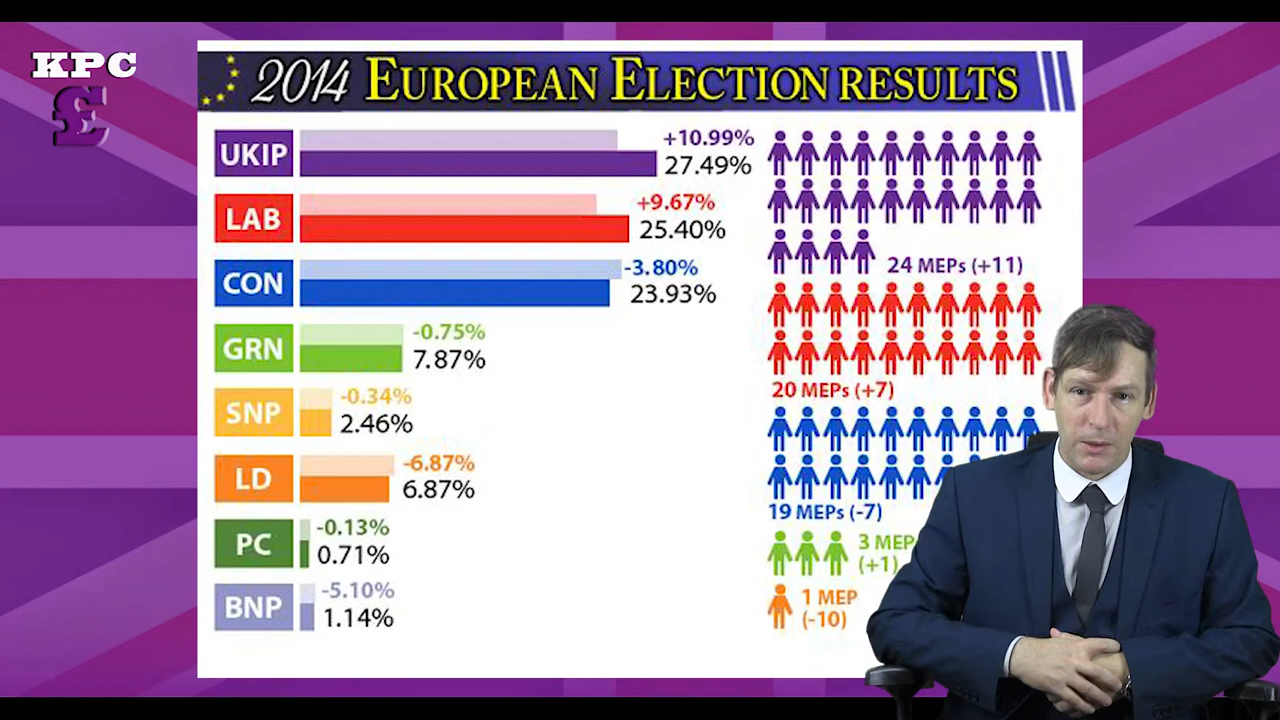 KPC
£
2014 EUROPEAN ELECTION RESULTS
UKIP
+10.99%
27.49%
24 MEPs (+11)
LAB
+9.67%
25.40%
20 MEPs (+7)
CON
-3.80%
23.93%
19 MEPs (-7)
GRN
-0.75%
7.87%
3 MEP
(+1)
SNP
-0.34%
2.46%
LD
-6.87%
6.87%
1 MEP
(-10)
PC
-0.13%
0.71%
BNP
-5.10%
1.14%